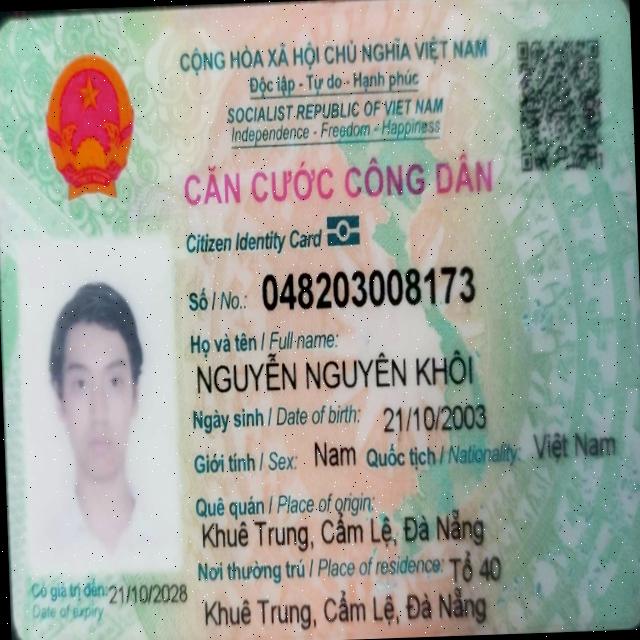 CỘNG HÒA XÃ HỘI CHỦ NGHĨA VIỆT NAM
Độc lập - Tự do - Hạnh phúc
SOCIALIST REPUBLIC OF VIET NAM
Independence - Freedom - Happiness
CĂN CƯỚC CÔNG DÂN
Citizen Identity Card
Số / No.: 048203008173
Họ và tên / Full name:
NGUYỄN NGUYÊN KHÔI
Ngày sinh / Date of birth: 21/10/2003
Giới tính / Sex: Nam Quốc tịch / Nationality: Việt Nam
Quê quán / Place of origin:
Khuê Trung, Cẩm Lệ, Đà Nẵng
Nơi thường trú / Place of residence: Tổ 40
Khuê Trung, Cẩm Lệ, Đà Nẵng
Có giá trị đến: 21/10/2028
Date of expiry